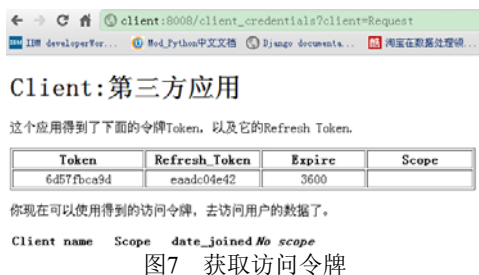 client:8008/client_credentials?client=Request
IBM developerWor... Mod_Python中文文档 Django documenta... 淘宝在数据处理领...
Client:第三方应用
这个应用得到了下面的令牌Token, 以及它的Refresh Token.
Token Refresh_Token Expire Scope
6d57fbca9d eaadc04e42 3600
你现在可以使用得到的访问令牌，去访问用户的数据了。
Client name Scope date_joined No scope
图7 获取访问令牌